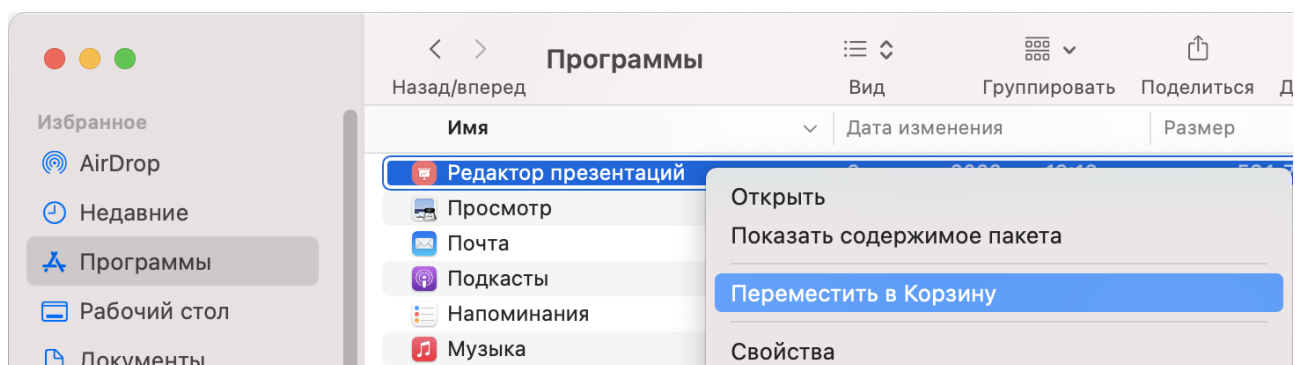 Программы
Назад/вперед Вид Группировать Поделиться
Избранное
Имя Дата изменения Размер
AirDrop
Редактор презентаций
Открыть
Недавние
Просмотр
Показать содержимое пакета
Почта
Программы
Подкасты
Переместить в Корзину
Рабочий стол
Напоминания
Музыка
Свойства
Документы